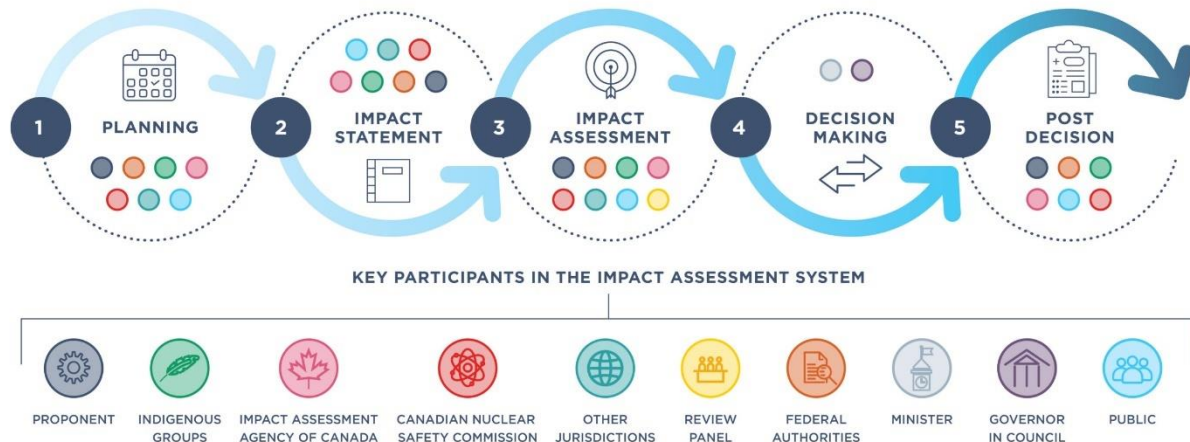 1
PLANNING
2
IMPACT
STATEMENT
3
IMPACT
ASSESSMENT
4
DECISION
MAKING
5
POST
DECISION
KEY PARTICIPANTS IN THE IMPACT ASSESSMENT SYSTEM
PROPONENT
INDIGENOUS
GROUPS
IMPACT ASSESSMENT
AGENCY OF CANADA
CANADIAN NUCLEAR
SAFETY COMMISSION
OTHER
JURISDICTIONS
REVIEW
PANEL
FEDERAL
AUTHORITIES
MINISTER
GOVERNOR
IN COUNCIL
PUBLIC